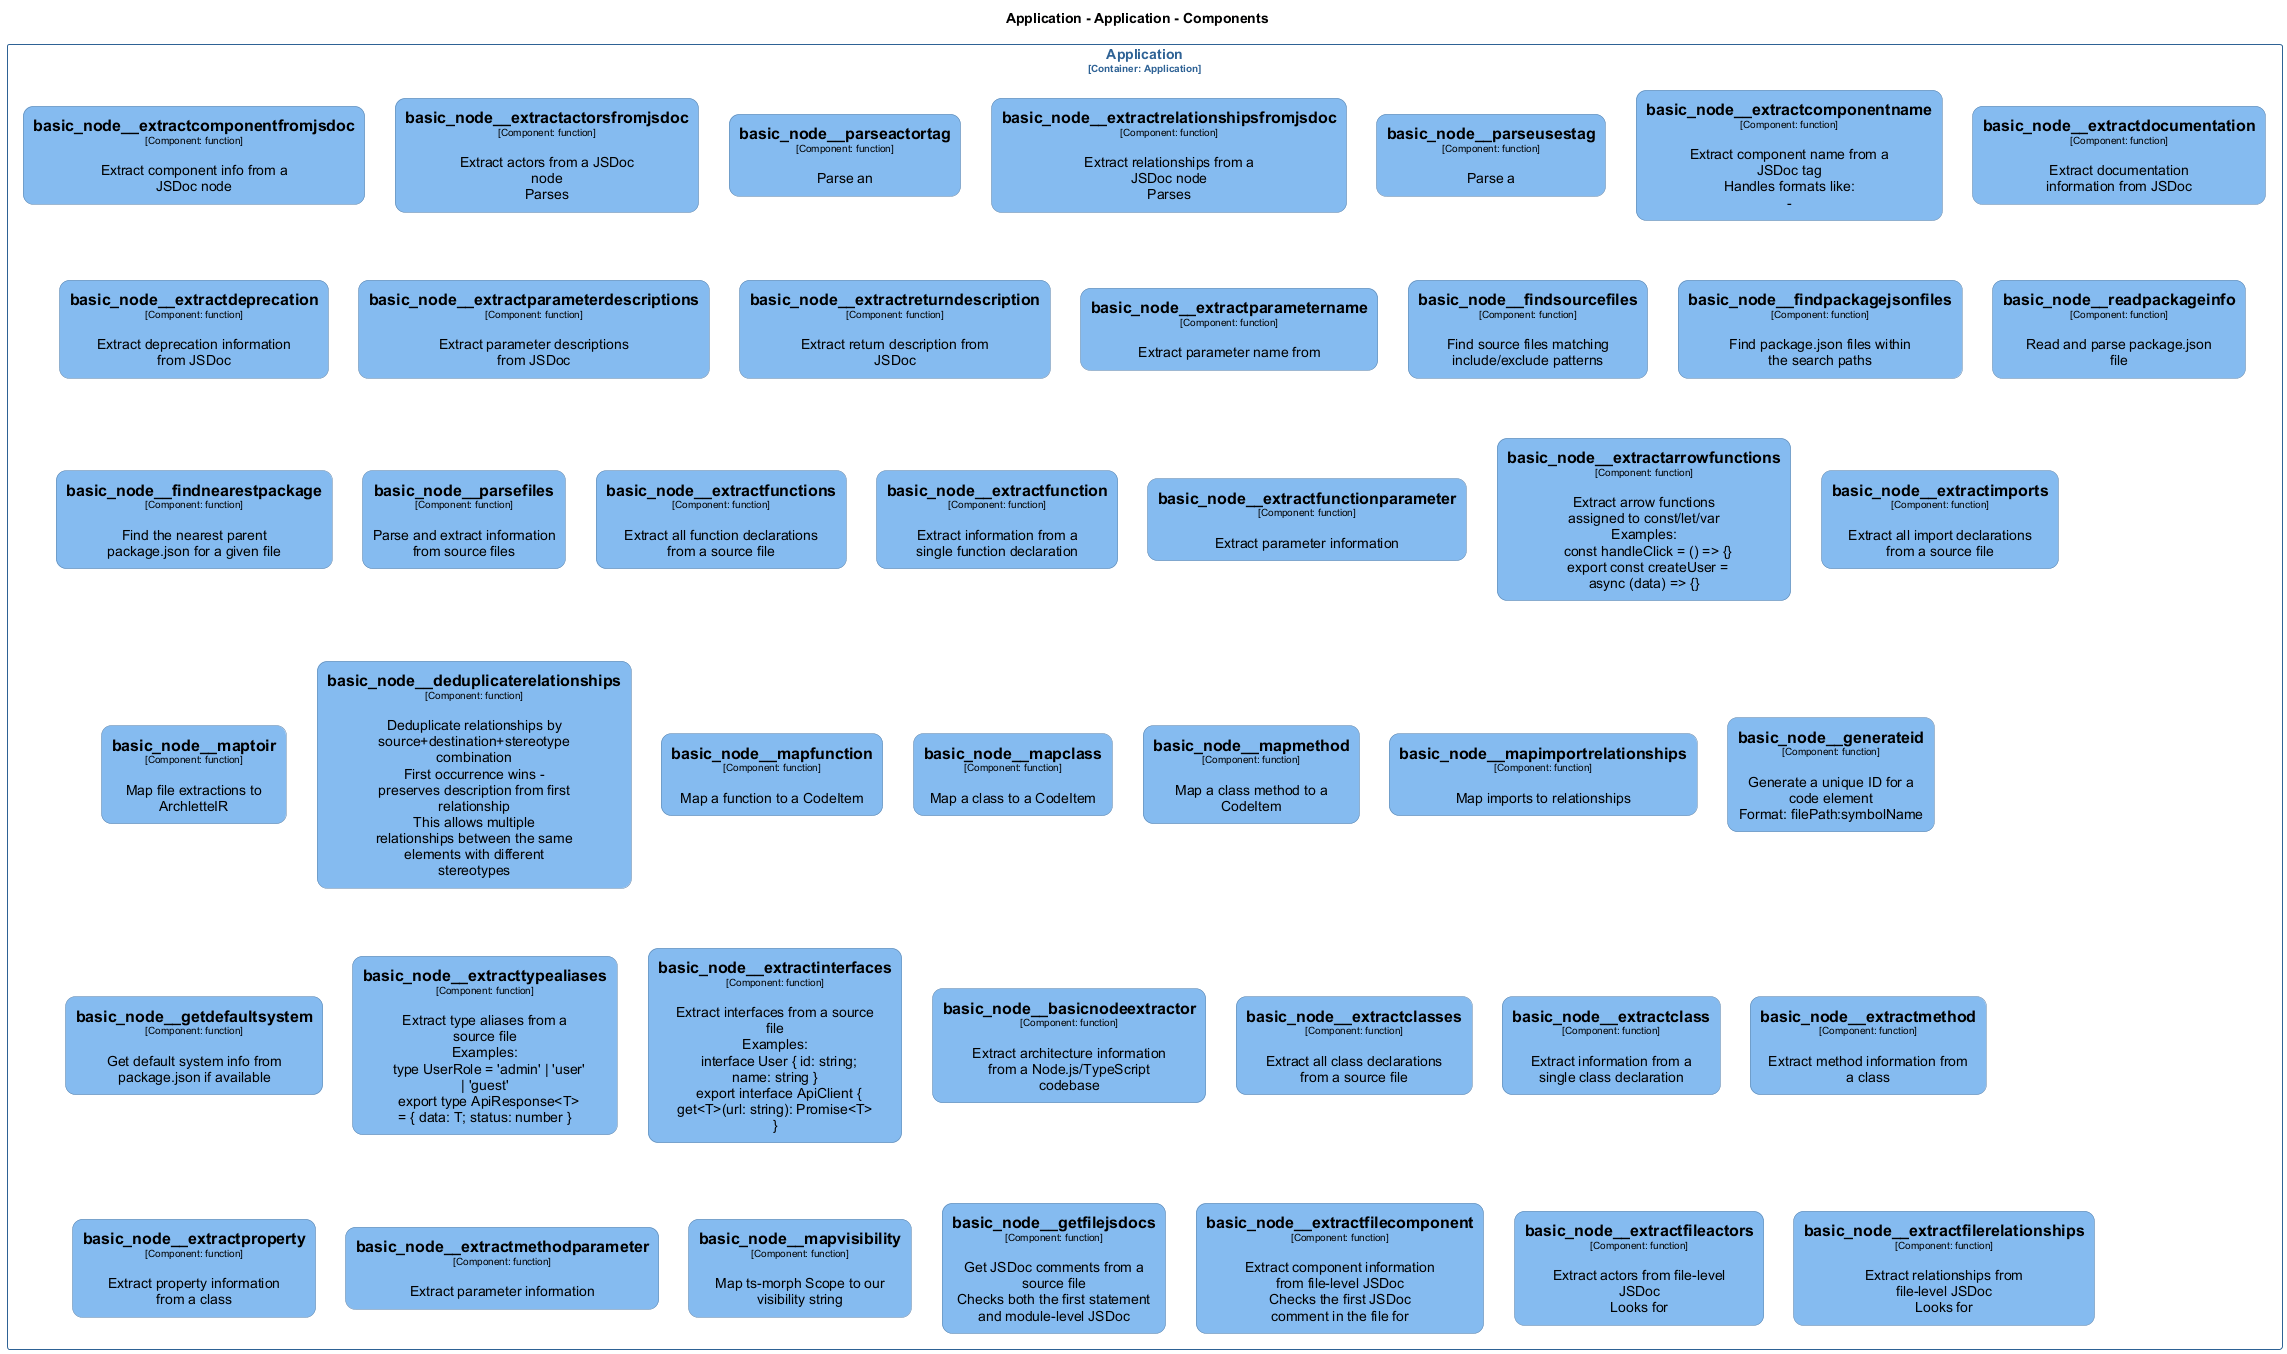 Application - Application - Components
Application
[Container: Application]
basic_node__extractcomponentfromjsdoc
[Component: function]
Extract component info from a
JSDoc node
basic_node__extractactorsfromjsdoc
[Component: function]
Extract actors from a JSDoc
node
Parses
basic_node__parseactortag
[Component: function]
Parse an
basic_node__extractrelationshipsfromjsdoc
[Component: function]
Extract relationships from a
JSDoc node
Parses
basic_node__parseusestag
[Component: function]
Parse a
basic_node__extractcomponentname
[Component: function]
Extract component name from a
JSDoc tag
Handles formats like:
-
basic_node__extractdocumentation
[Component: function]
Extract documentation
information from JSDoc
basic_node__extractdeprecation
[Component: function]
Extract deprecation information
from JSDoc
basic_node__extractparameterdescriptions
[Component: function]
Extract parameter descriptions
from JSDoc
basic_node__extractreturndescription
[Component: function]
Extract return description from
JSDoc
basic_node__extractparametername
[Component: function]
Extract parameter name from
basic_node__findsourcefiles
[Component: function]
Find source files matching
include/exclude patterns
basic_node__findpackagejsonfiles
[Component: function]
Find package.json files within
the search paths
basic_node__readpackageinfo
[Component: function]
Read and parse package.json
file
basic_node__findnearestpackage
[Component: function]
Find the nearest parent
package.json for a given file
basic_node__parsefiles
[Component: function]
Parse and extract information
from source files
basic_node__extractfunctions
[Component: function]
Extract all function declarations
from a source file
basic_node__extractfunction
[Component: function]
Extract information from a
single function declaration
basic_node__extractfunctionparameter
[Component: function]
Extract parameter information
basic_node__extractarrowfunctions
[Component: function]
Extract arrow functions
assigned to const/let/var
Examples:
const handleClick = () => {}
export const createUser =
async (data) => {}
basic_node__extractimports
[Component: function]
Extract all import declarations
from a source file
basic_node__maptoir
[Component: function]
Map file extractions to
ArchletteIR
basic_node__deduplicaterelationships
[Component: function]
Deduplicate relationships by
source+destination+stereotype
combination
First occurrence wins -
preserves description from first
relationship
This allows multiple
relationships between the same
elements with different
stereotypes
basic_node__mapfunction
[Component: function]
Map a function to a CodeItem
basic_node__mapclass
[Component: function]
Map a class to a CodeItem
basic_node__mapmethod
[Component: function]
Map a class method to a
CodeItem
basic_node__mapimportrelationships
[Component: function]
Map imports to relationships
basic_node__generateid
[Component: function]
Generate a unique ID for a
code element
Format: filePath:symbolName
basic_node__getdefaultsystem
[Component: function]
Get default system info from
package.json if available
basic_node__extracttypealiases
[Component: function]
Extract type aliases from a
source file
Examples:
type UserRole = 'admin' | 'user'
| 'guest'
export type ApiResponse<T>
= { data: T; status: number }
basic_node__extractinterfaces
[Component: function]
Extract interfaces from a source
file
Examples:
interface User { id: string;
name: string }
export interface ApiClient {
get<T>(url: string): Promise<T>
}
basic_node__basicnodeextractor
[Component: function]
Extract architecture information
from a Node.js/TypeScript
codebase
basic_node__extractclasses
[Component: function]
Extract all class declarations
from a source file
basic_node__extractclass
[Component: function]
Extract information from a
single class declaration
basic_node__extractmethod
[Component: function]
Extract method information from
a class
basic_node__extractproperty
[Component: function]
Extract property information
from a class
basic_node__extractmethodparameter
[Component: function]
Extract parameter information
basic_node__mapvisibility
[Component: function]
Map ts-morph Scope to our
visibility string
basic_node__getfilejsdocs
[Component: function]
Get JSDoc comments from a
source file
Checks both the first statement
and module-level JSDoc
basic_node__extractfilecomponent
[Component: function]
Extract component information
from file-level JSDoc
Checks the first JSDoc
comment in the file for
basic_node__extractfileactors
[Component: function]
Extract actors from file-level
JSDoc
Looks for
basic_node__extractfilerelationships
[Component: function]
Extract relationships from
file-level JSDoc
Looks for